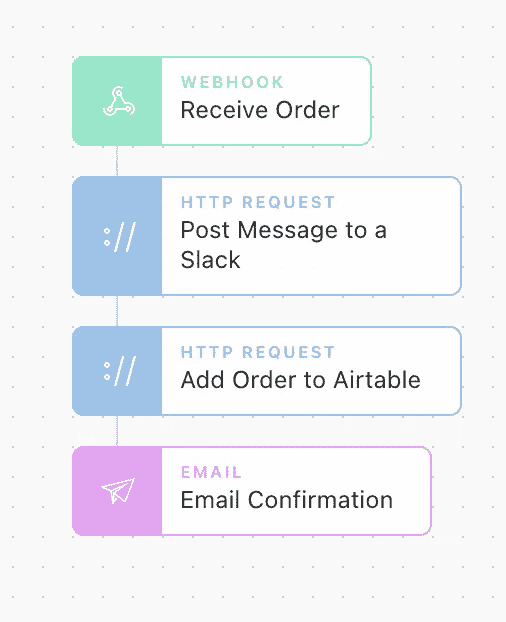 WEBHOOK
Receive Order
HTTP REQUEST
Post Message to a
Slack
HTTP REQUEST
Add Order to Airtable
EMAIL
Email Confirmation